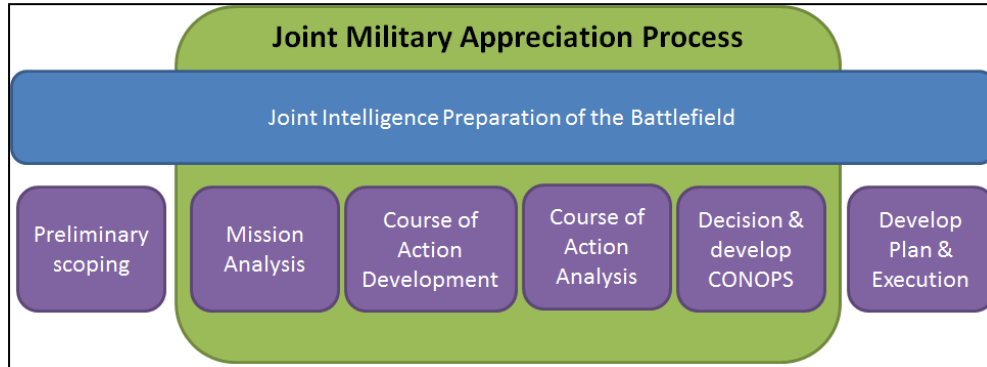 Joint Military Appreciation Process
Joint Intelligence Preparation of the Battlefield
Preliminary
scoping
Mission
Analysis
Course of
Action
Development
Course of
Action
Analysis
Decision &
develop
CONOPS
Develop
Plan &
Execution